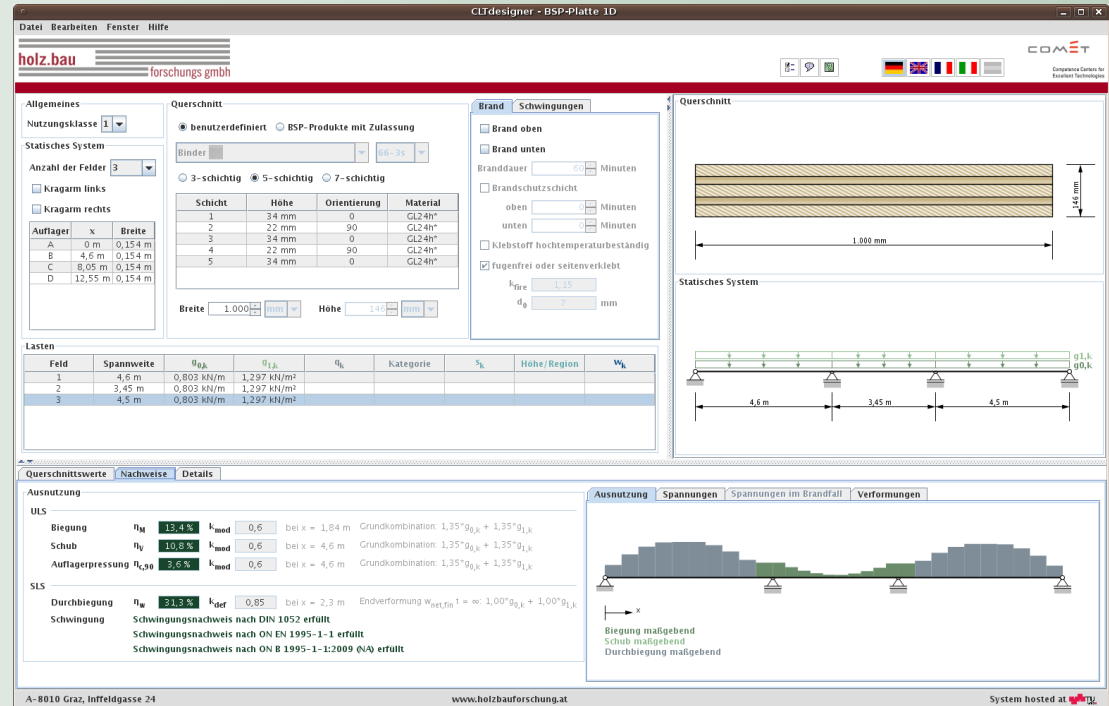 CLTdesigner - BSP-Platte 1D
Datei Bearbeiten Fenster Hilfe
holz.bau
forschungs gmbh
COMET
Competence Centers for
Excellent Technologies
Allgemeines
Nutzungsklasse 1
Statisches System
Anzahl der Felder 3
Kragarm links
Kragarm rechts
Auflager x Breite
A 0 m 0,154 m
B 4,6 m 0,154 m
C 8,05 m 0,154 m
D 12,55 m 0,154 m
Querschnitt
benutzerdefiniert BSP-Produkte mit Zulassung
Binder 66-3s
3-schichtig 5-schichtig 7-schichtig
Schicht Höhe Orientierung Material
1 34 mm 0 GL24h*
2 22 mm 90 GL24h*
3 34 mm 0 GL24h*
4 22 mm 90 GL24h*
5 34 mm 0 GL24h*
Breite 1.000 mm Höhe 146 mm
Brand Schwingungen
Brand oben
Brand unten
Branddauer 60 Minuten
Brandschutzschicht
oben 0 Minuten
unten 0 Minuten
Klebstoff hochtemperaturbeständig
fugenfrei oder seitenverklebt
kfire 1,15
d0 7 mm
Querschnitt
146 mm
1.000 mm
Statisches System
g1,k
g0,k
4,6 m 3,45 m 4,5 m
Lasten
Feld Spannweite g0,k g1,k qk Kategorie sk Höhe/Region wk
1 4,6 m 0,803 kN/m 1,297 kN/m²
2 3,45 m 0,803 kN/m 1,297 kN/m²
3 4,5 m 0,803 kN/m 1,297 kN/m²
Querschnittswerte Nachweise Details
Ausnutzung
ULS
Biegung ηM 13,4 % kmod 0,6 bei x = 1,84 m Grundkombination: 1,35*g0,k + 1,35*g1,k
Schub ηV 10,8 % kmod 0,6 bei x = 4,6 m Grundkombination: 1,35*g0,k + 1,35*g1,k
Auflagerpressung ηc,90 3,6 % kmod 0,6 bei x = 4,6 m Grundkombination: 1,35*g0,k + 1,35*g1,k
SLS
Durchbiegung ηw 31,3 % kdef 0,85 bei x = 2,3 m Endverformung wnet,fin t = ∞: 1,00*g0,k + 1,00*g1,k
Schwingung Schwingungsnachweis nach DIN 1052 erfüllt
Schwingungsnachweis nach ON EN 1995-1-1 erfüllt
Schwingungsnachweis nach ON B 1995-1-1:2009 (NA) erfüllt
Ausnutzung Spannungen Spannungen im Brandfall Verformungen
x
Biegung maßgebend
Schub maßgebend
Durchbiegung maßgebend
A-8010 Graz, Inffeldgasse 24 www.holzbauforschung.at System hosted at TU